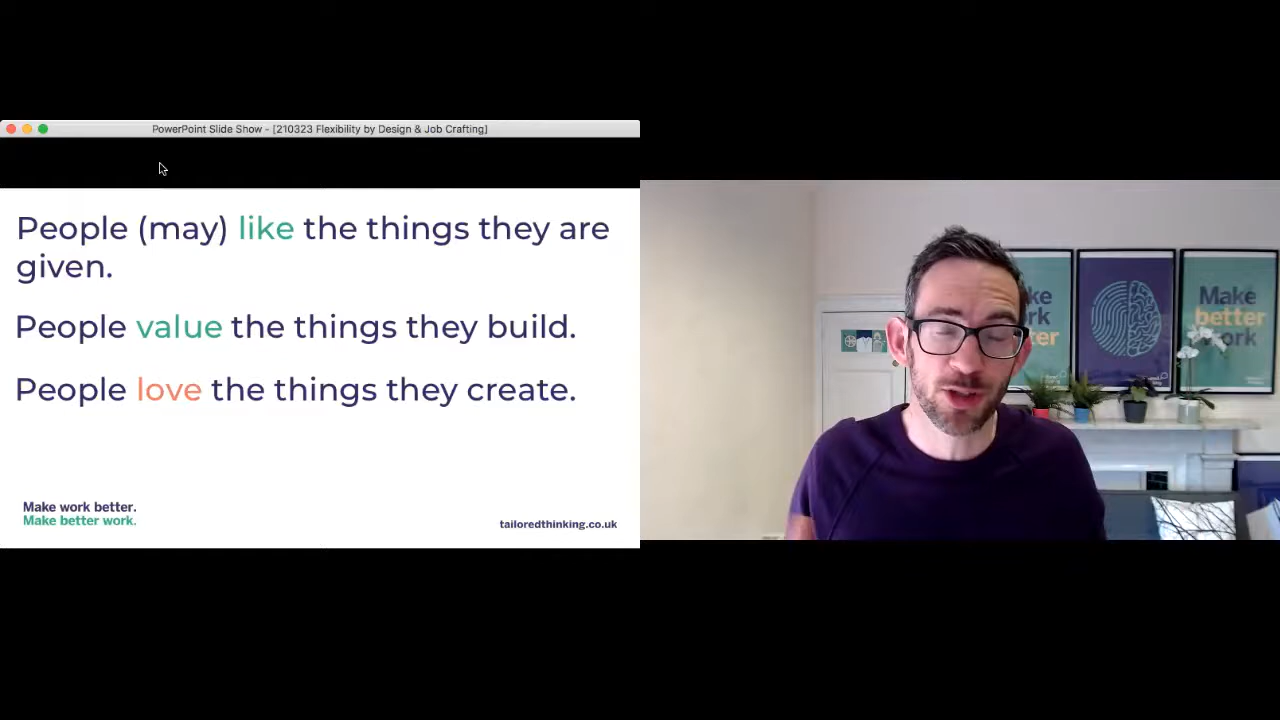 PowerPoint Slide Show - [210323 Flexibility by Design & Job Crafting]
People (may) like the things they are
given.
People value the things they build.
People love the things they create.
Make work better.
Make better work.
tailoredthinking.co.uk
Make
better
work